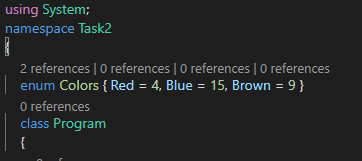 using System;
namespace Task2
{
2 references | 0 references | 0 references | 0 references
enum Colors { Red = 4, Blue = 15, Brown = 9 }
0 references
class Program
{